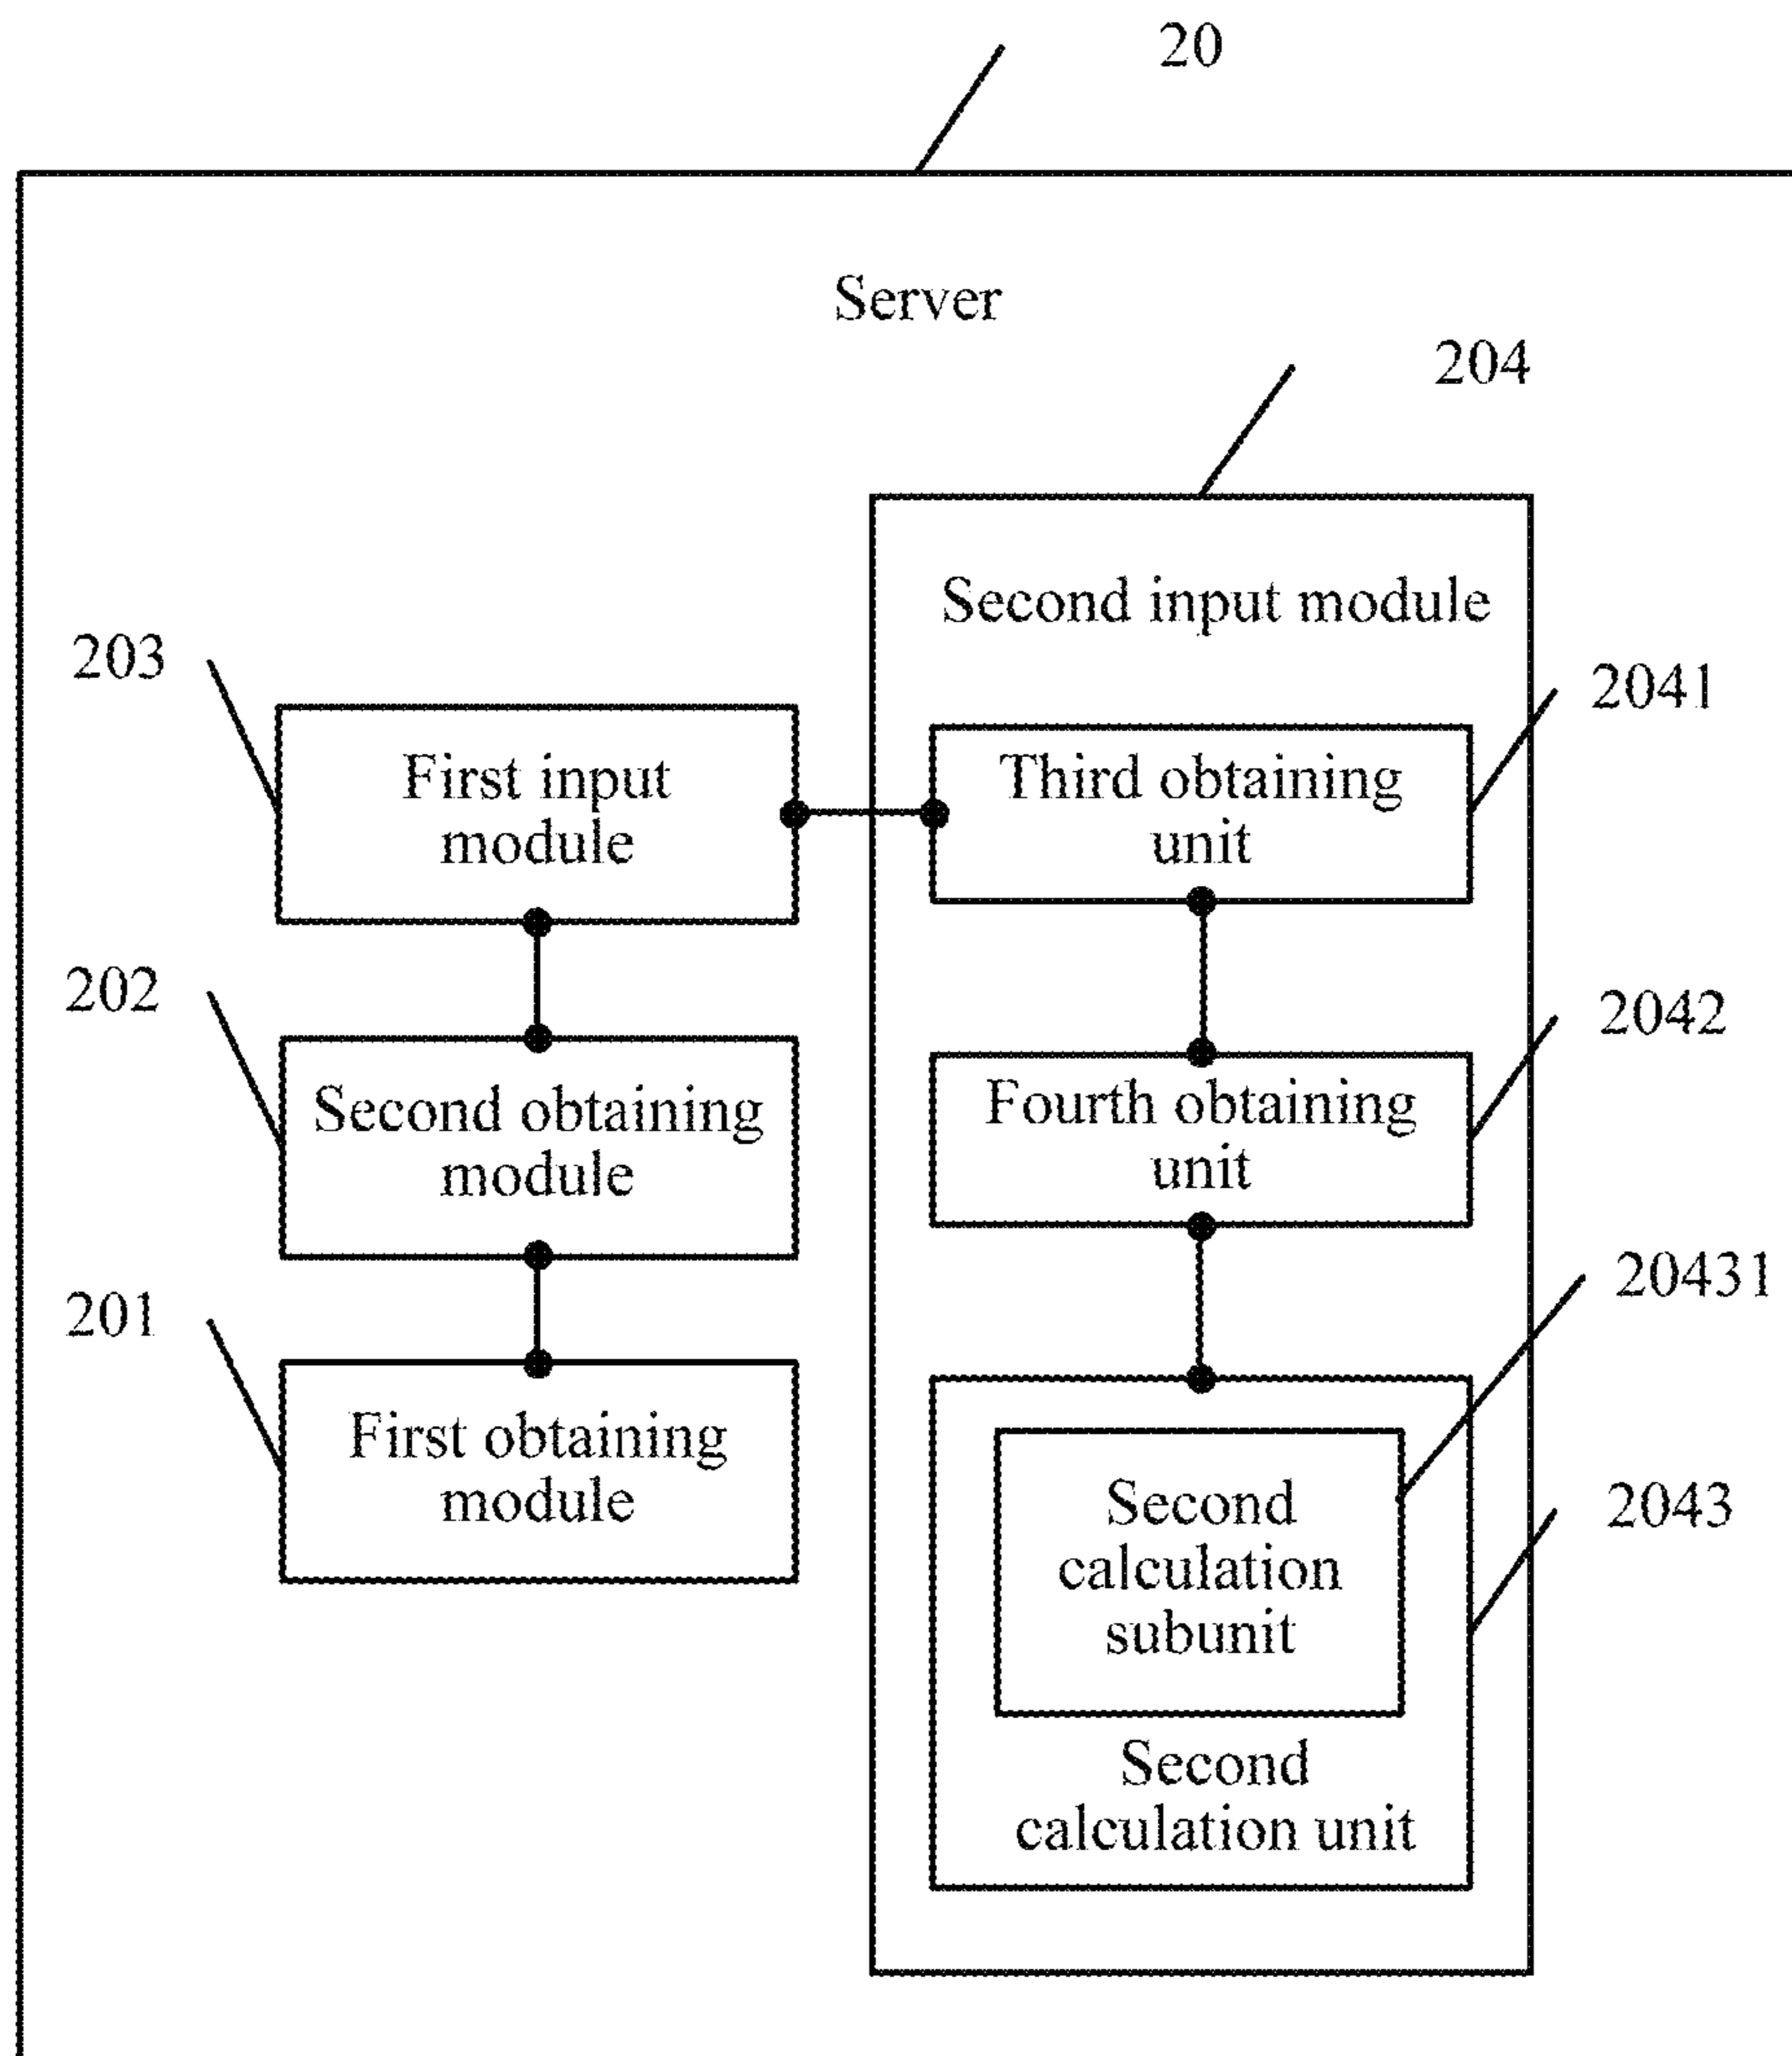 20
Server
204
Second input module
203
2041
First input
module
Third obtaining
unit
202
2042
Second obtaining
module
Fourth obtaining
unit
201
20431
First obtaining
module
Second
calculation
subunit
2043
Second
calculation unit